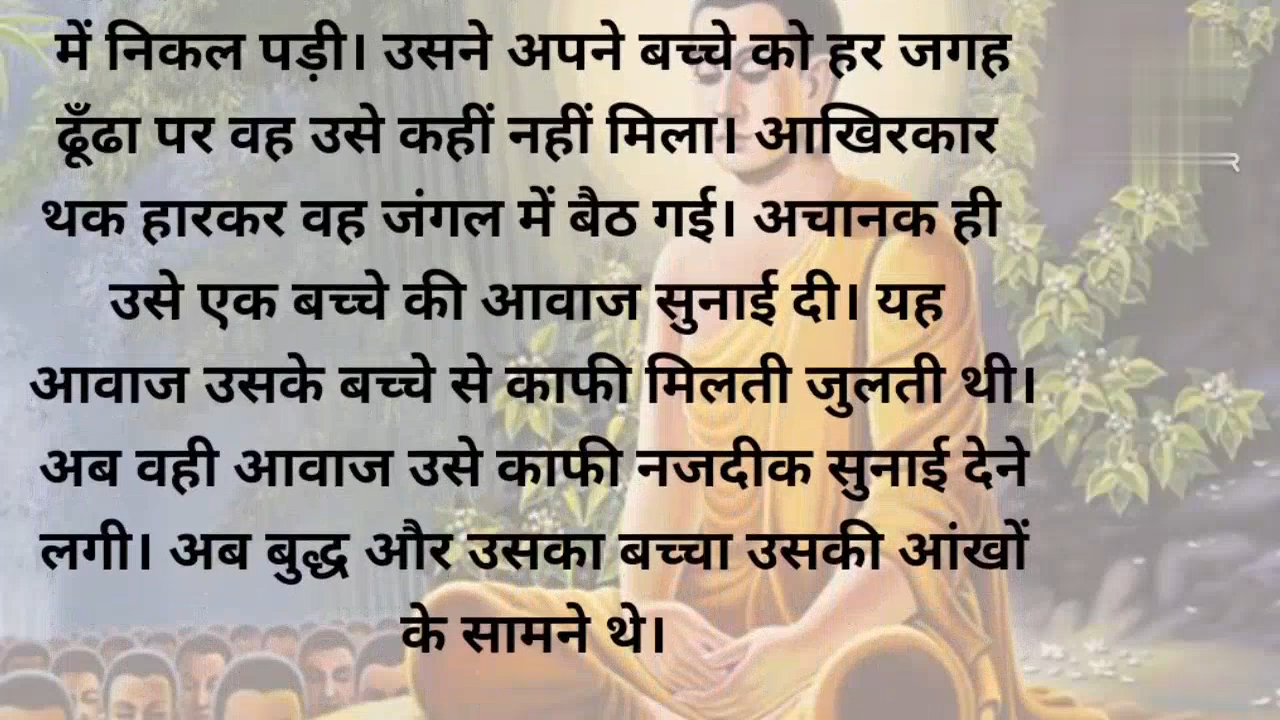 में निकल पड़ी। उसने अपने बच्चे को हर जगह
ढूँढा पर वह उसे कहीं नहीं मिला। आखिरकार
थक हारकर वह जंगल में बैठ गई। अचानक ही
उसे एक बच्चे की आवाज सुनाई दी। यह
आवाज उसके बच्चे से काफी मिलती जुलती थी।
अब वही आवाज उसे काफी नजदीक सुनाई देने
लगी। अब बुद्ध और उसका बच्चा उसकी आंखों
के सामने थे।